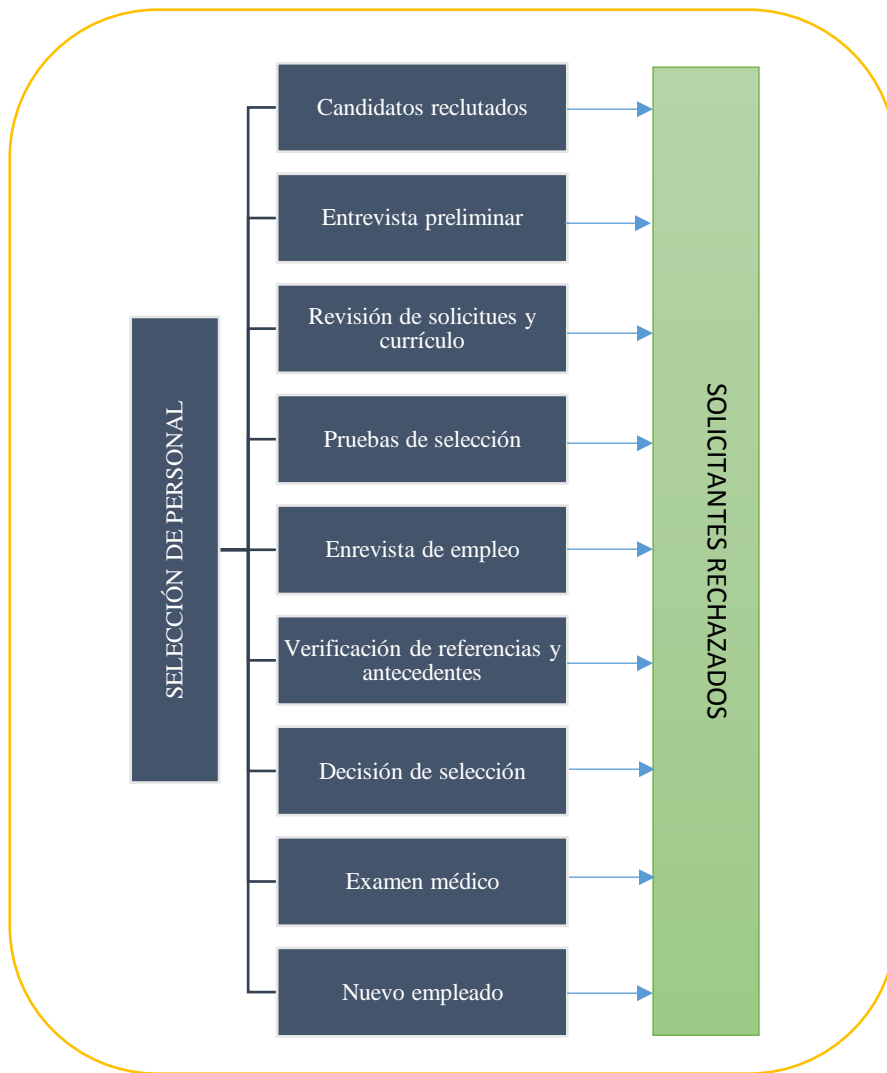 SELECCIÓN DE PERSONAL
Candidatos reclutados
Entrevista preliminar
Revisión de solicitues y
currículo
Pruebas de selección
Enrevista de empleo
Verificación de referencias y
antecedentes
Decisión de selección
Examen médico
Nuevo empleado
SOLICITANTES RECHAZADOS